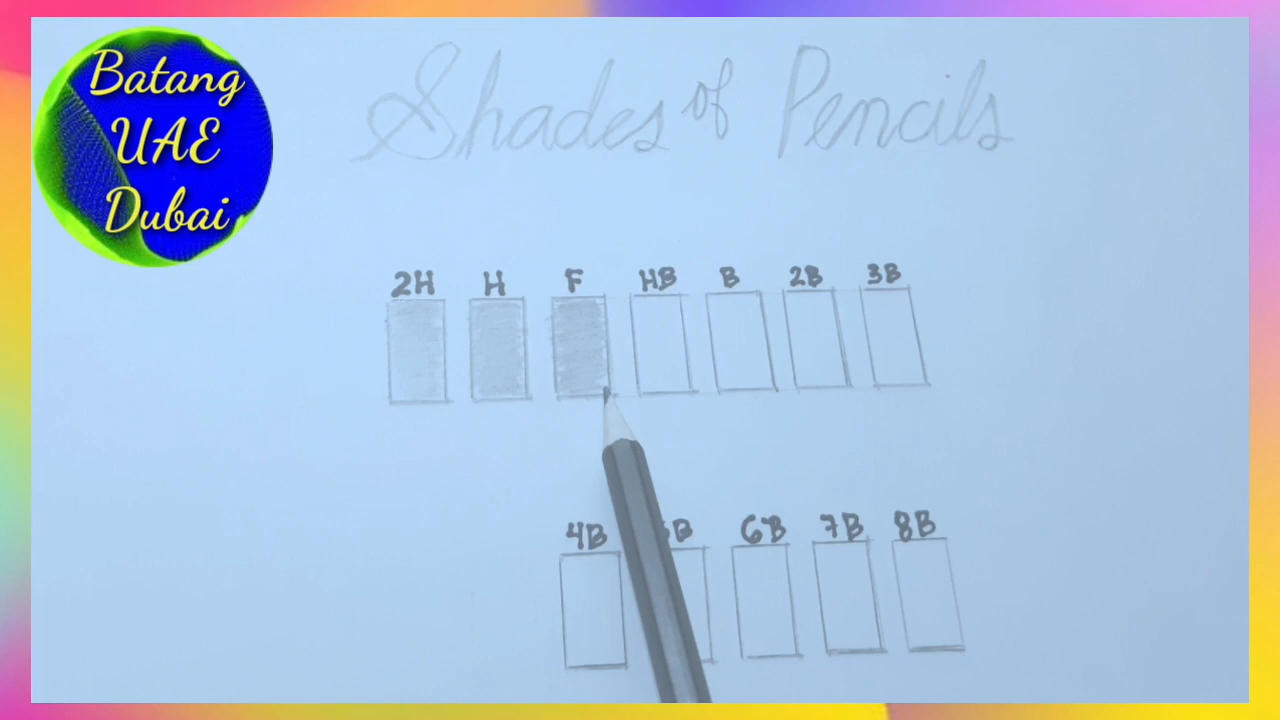 Batang
UAE
Dubai
Shades of Pencils
2H H F HB B 2B 3B
4B B 6B 7B 8B